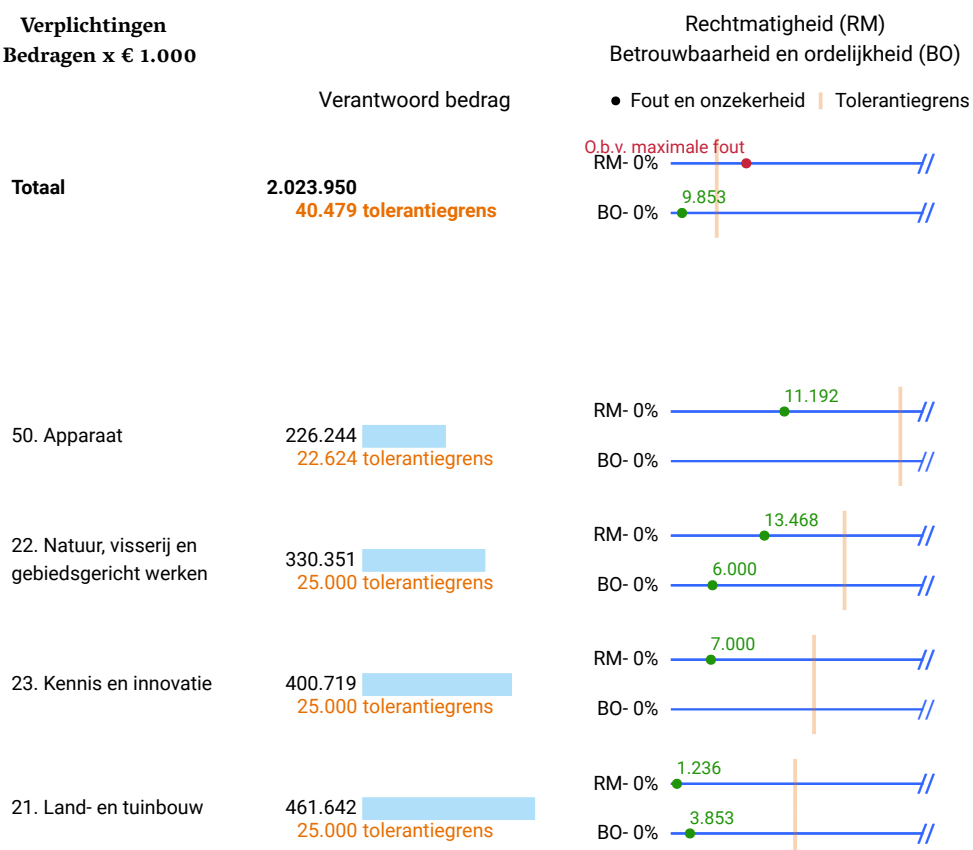 Verplichtingen
Bedragen x € 1.000
Rechtmatigheid (RM)
Betrouwbaarheid en ordelijkheid (BO)
Verantwoord bedrag
Fout en onzekerheid
Tolerantiegrens
O.b.v. maximale fout
RM- 0%
Totaal
2.023.950
40.479 tolerantiegrens
9.853
BO- 0%
11.192
RM- 0%
50. Apparaat
226.244
22.624 tolerantiegrens
BO- 0%
13.468
RM- 0%
22. Natuur, visserij en
gebiedsgericht werken
330.351
25.000 tolerantiegrens
6.000
BO- 0%
7.000
RM- 0%
23. Kennis en innovatie
400.719
25.000 tolerantiegrens
BO- 0%
1.236
RM- 0%
21. Land- en tuinbouw
461.642
25.000 tolerantiegrens
3.853
BO- 0%